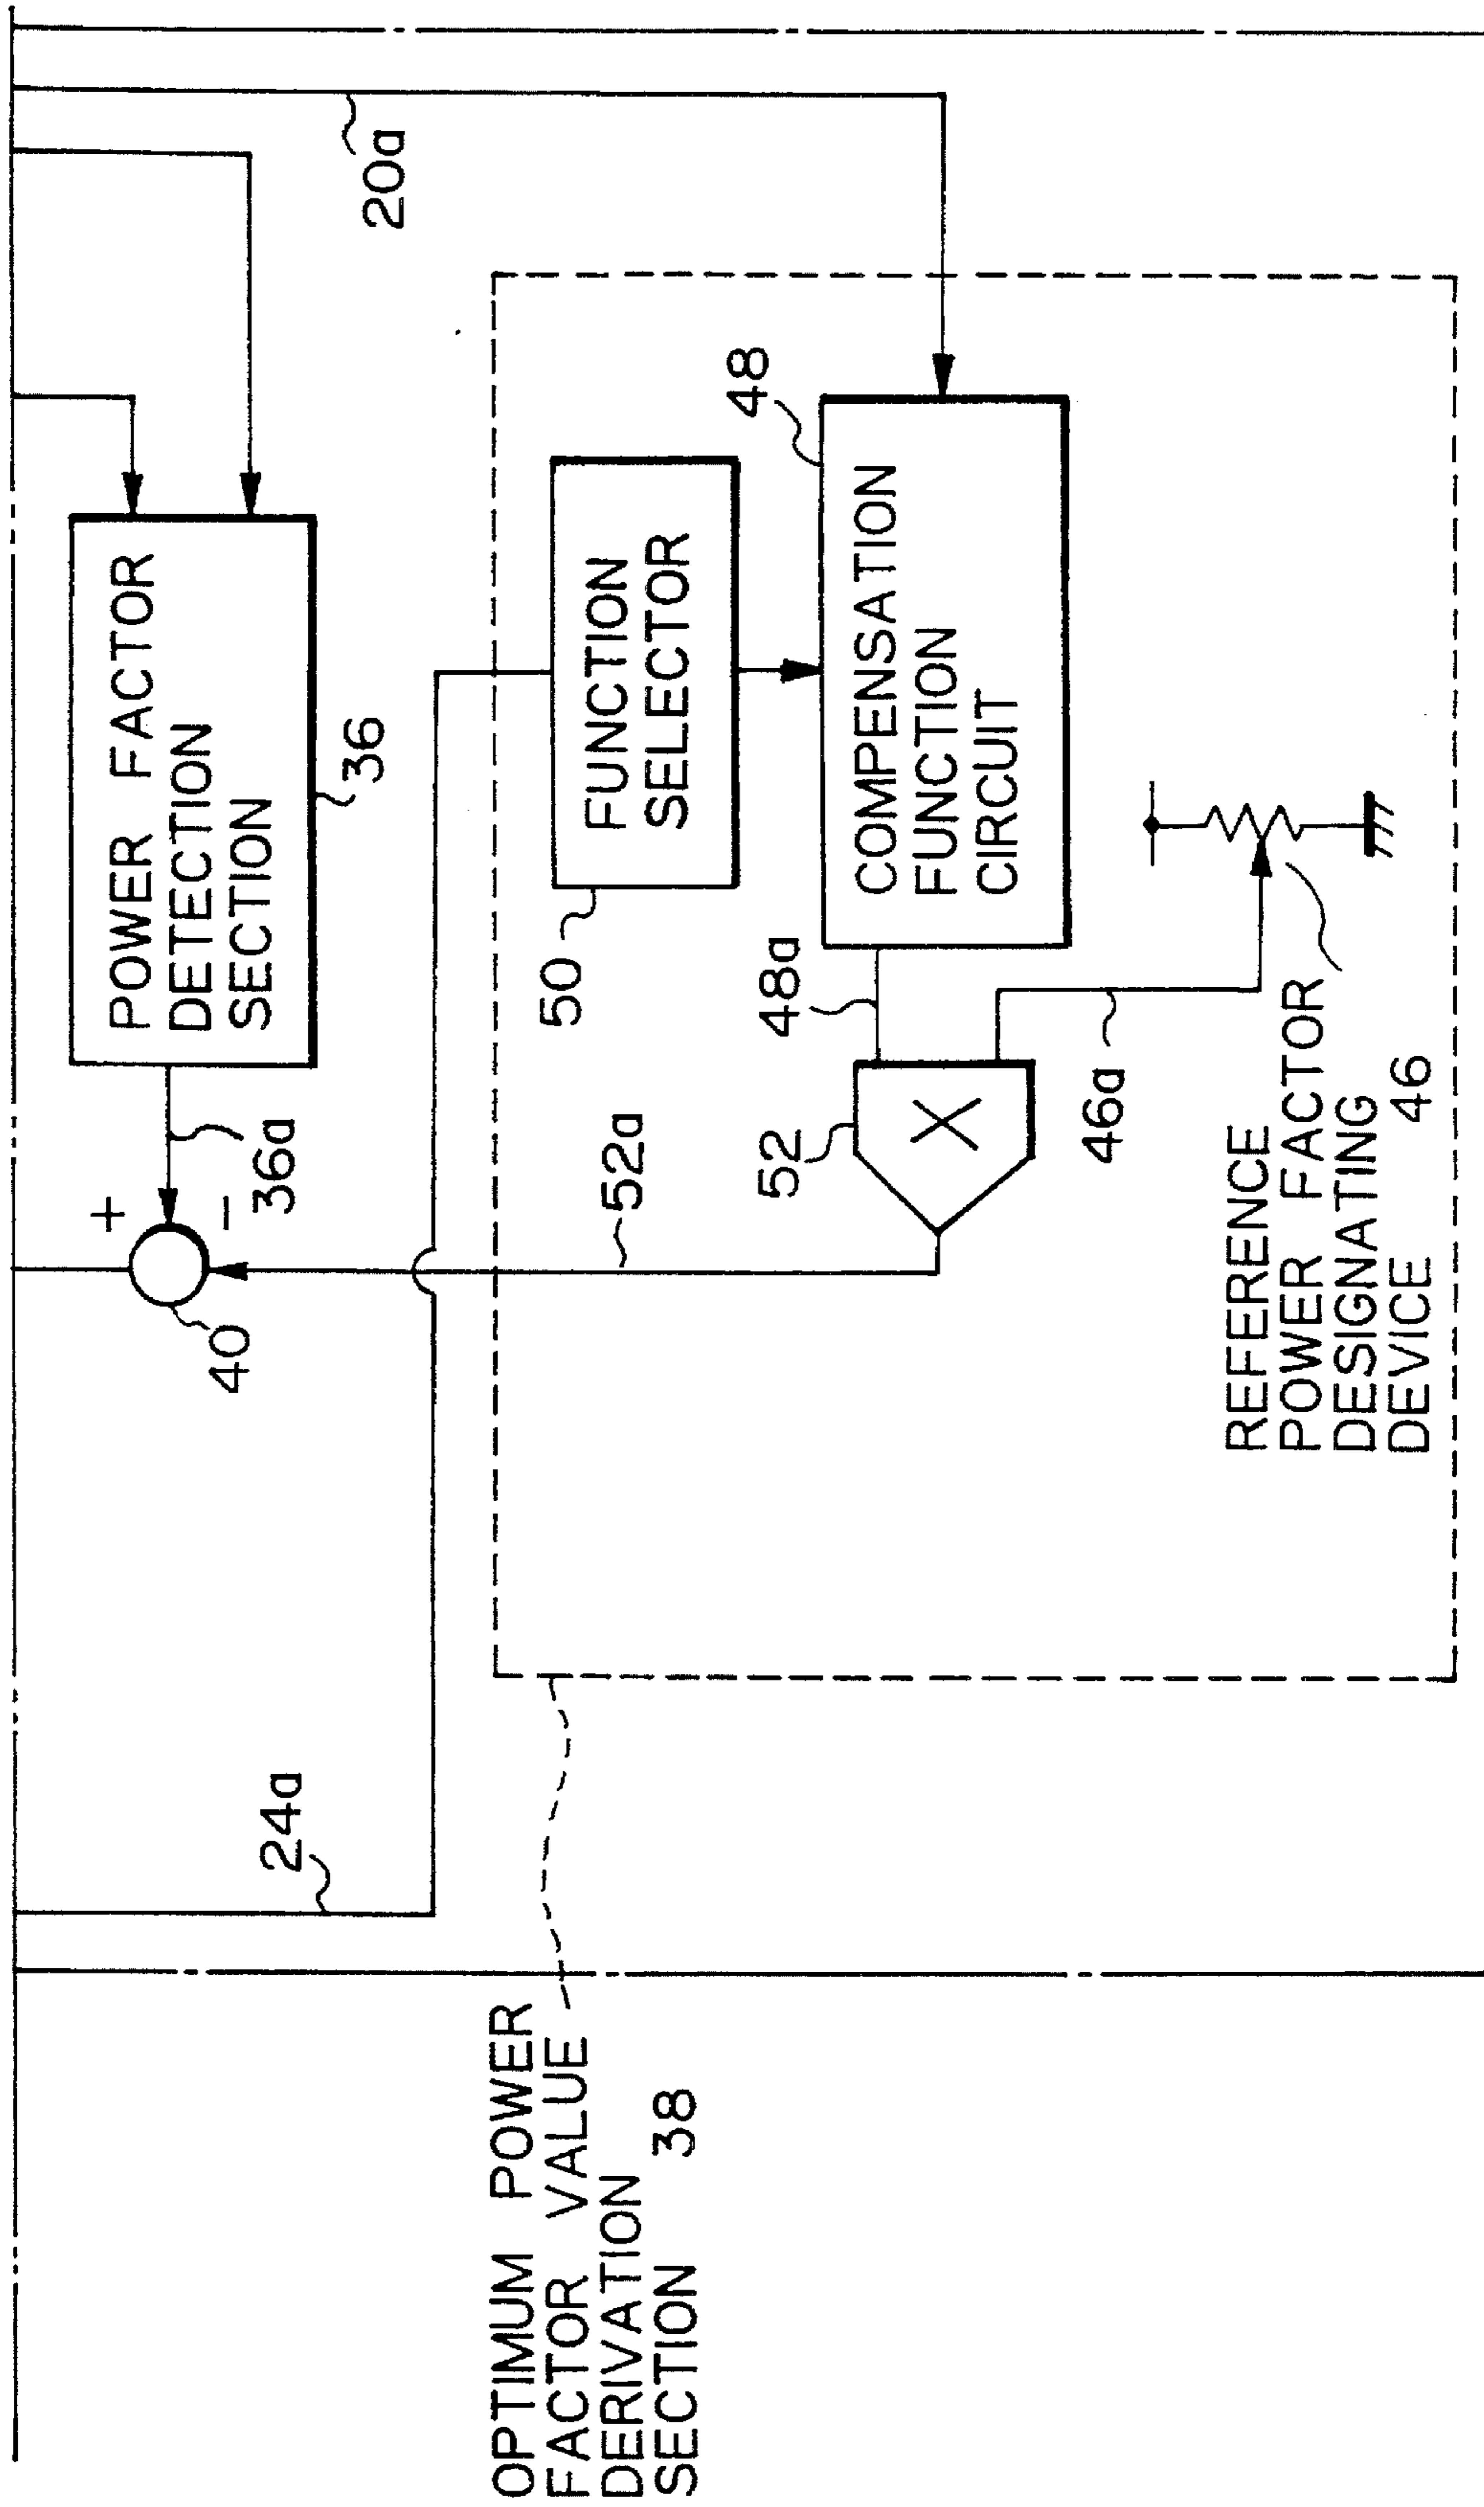 20a
POWER FACTOR
DETECTION
SECTION
36
36a
+
−
40
24a
FUNCTION
SELECTOR
50
48
COMPENSATION
FUNCTION
CIRCUIT
48a
52
X
52a
46a
REFERENCE
POWER FACTOR
DESIGNATING
DEVICE 46
OPTIMUM POWER
FACTOR VALUE
DERIVATION
SECTION 38